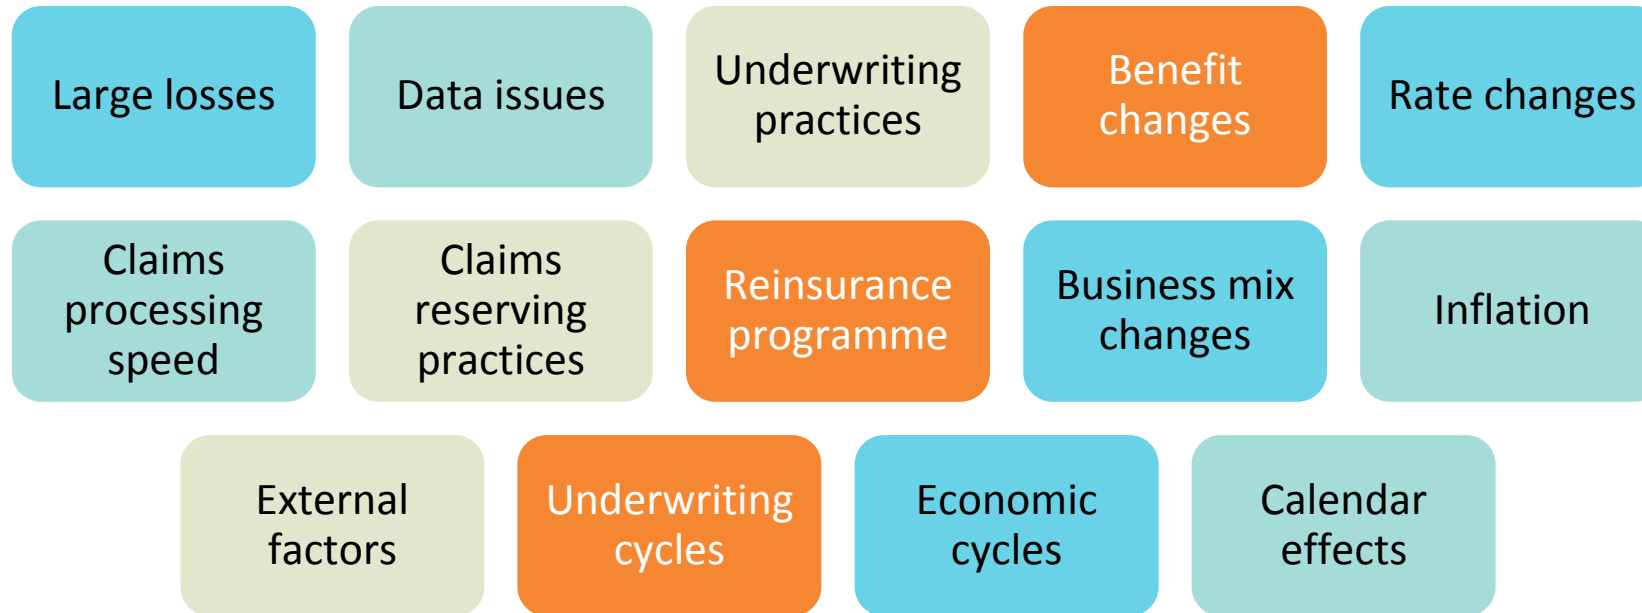 Large losses
Data issues
Underwriting
practices
Benefit
changes
Rate changes
Claims
processing
speed
Claims
reserving
practices
Reinsurance
programme
Business mix
changes
Inflation
External
factors
Underwriting
cycles
Economic
cycles
Calendar
effects